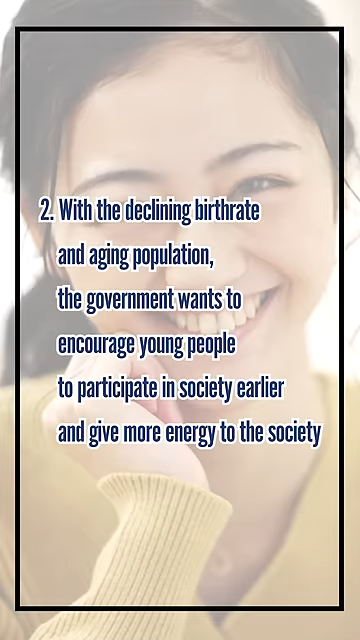 2. With the declining birthrate
and aging population,
the government wants to
encourage young people
to participate in society earlier
and give more energy to the society